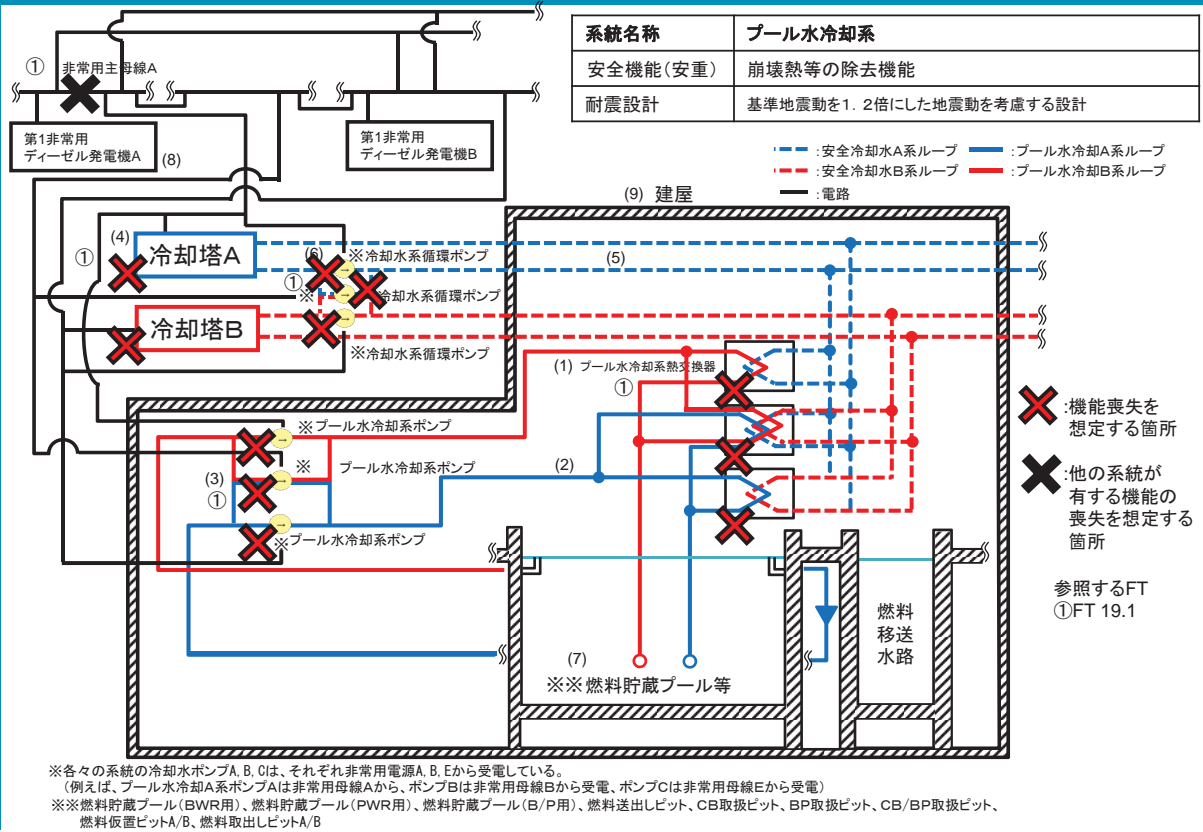 系統名称 プール水冷却系
安全機能（安重） 崩壊熱等の除去機能
耐震設計 基準地震動を1．2倍にした地震動を考慮する設計
① 非常用主母線A
第1非常用
ディーゼル発電機A
(8)
第1非常用
ディーゼル発電機B
:安全冷却水A系ループ :プール水冷却A系ループ
:安全冷却水B系ループ :プール水冷却B系ループ
:電路
(9) 建屋
(4)
①
冷却塔A
(6)
※冷却水系循環ポンプ
(5)
①
※
冷却水系循環ポンプ
冷却塔B
※冷却水系循環ポンプ
(1) プール水冷却系熱交換器
①
※プール水冷却系ポンプ
※
プール水冷却系ポンプ
(2)
(3)
①
※プール水冷却系ポンプ
:機能喪失を
想定する箇所
:他の系統が
有する機能の
喪失を想定する
箇所
参照するFT
①FT 19.1
燃料
移送
水路
(7)
※※燃料貯蔵プール等
※各々の系統の冷却水ポンプA, B, Cは、それぞれ非常用電源A, B, Eから受電している。
（例えば、プール水冷却A系ポンプAは非常用母線Aから、ポンプBは非常用母線Bから受電、ポンプCは非常用母線Eから受電）
※※燃料貯蔵プール（BWR用）、燃料貯蔵プール（PWR用）、燃料貯蔵プール（B/P用）、燃料送出しピット、CB取扱ピット、BP取扱ピット、CB/BP取扱ピット、
燃料仮置ピットA/B、燃料取出しピットA/B